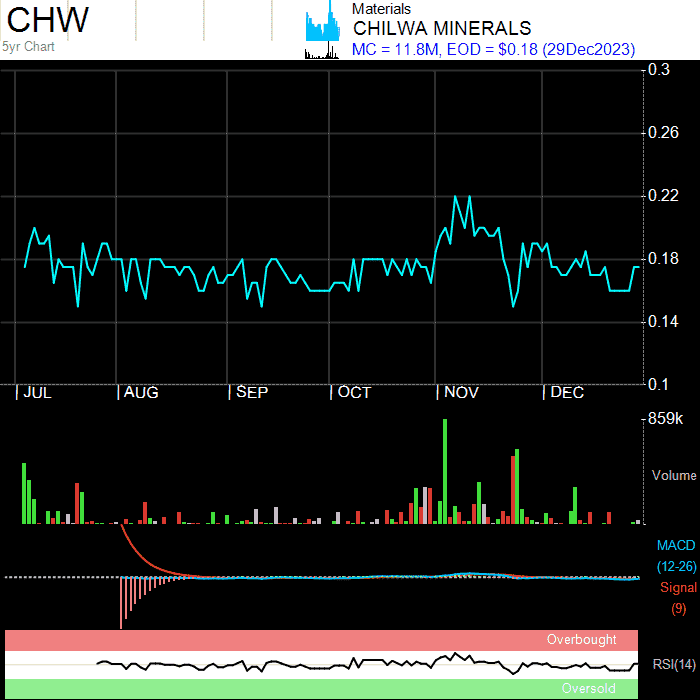 CHW
5yr Chart
Materials
CHILWA MINERALS
MC = 11.8M, EOD = $0.18 (29Dec2023)
0.3
0.26
0.22
0.18
0.14
0.1
JUL AUG SEP OCT NOV DEC
859k
Volume
MACD
(12-26)
Signal
(9)
Overbought
RSI(14)
Oversold